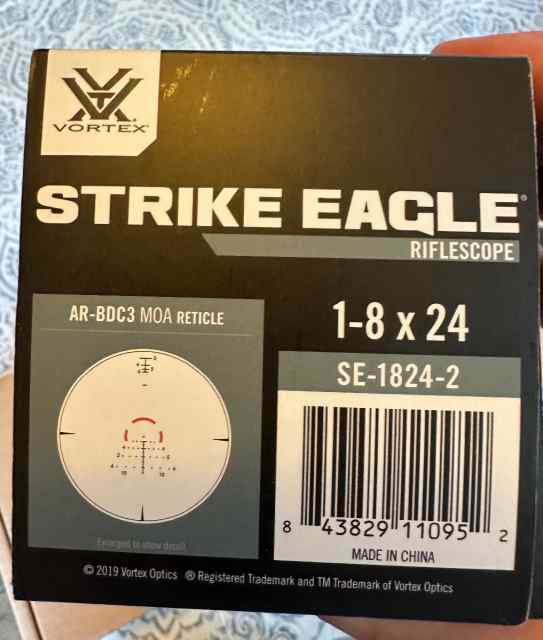 VORTEX®
STRIKE EAGLE®
RIFLESCOPE
AR-BDC3 MOA RETICLE
1-8 x 24
SE-1824-2
Enlarged to show detail
8 43829 11095 2
MADE IN CHINA
© 2019 Vortex Optics ® Registered Trademark and TM Trademark of Vortex Optics